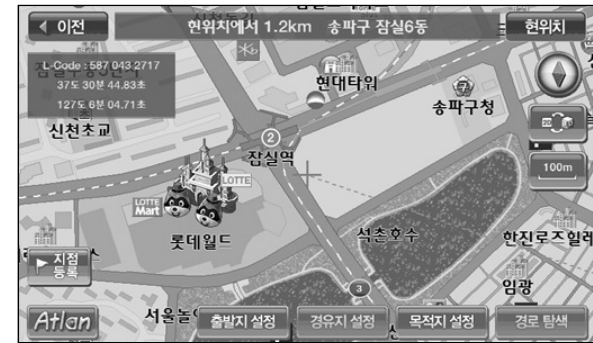 이전
현위치에서 1.2km 송파구 잠실6동
현위치
L-Code : 587 043 2717
37도 30분 44.83초
127도 6분 04.71초
현대타워
송파구청
신천초교
2
잠실역
100m
LOTTE
LOTTE
Mart
롯데월드
석촌호수
한진로즈힐레
지점
등록
3
임광
Atlan
서울놀
출발지 설정
경유지 설정
목적지 설정
경로 탐색